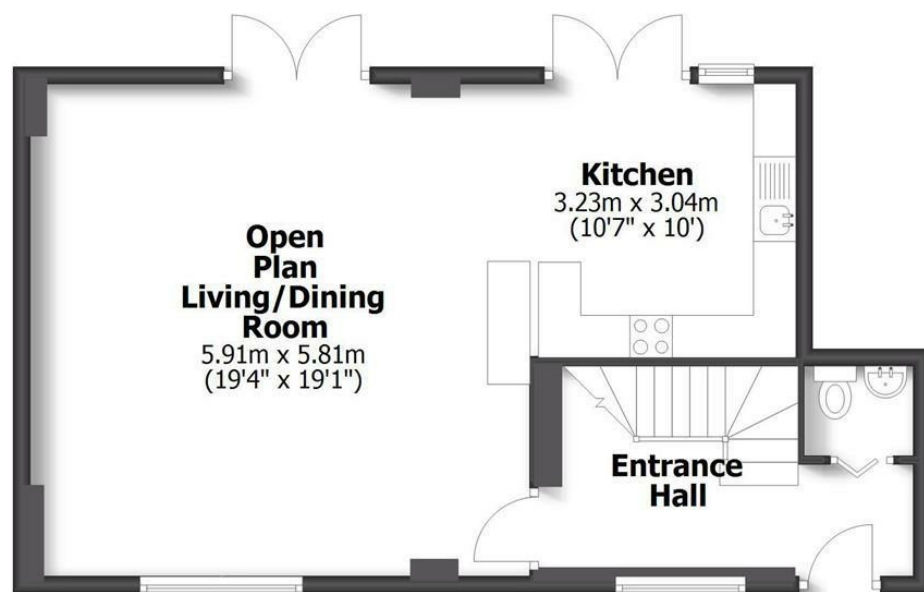 Kitchen
3.23m x 3.04m
(10'7" x 10')
Open
Plan
Living/Dining
Room
5.91m x 5.81m
(19'4" x 19'1")
Entrance
Hall